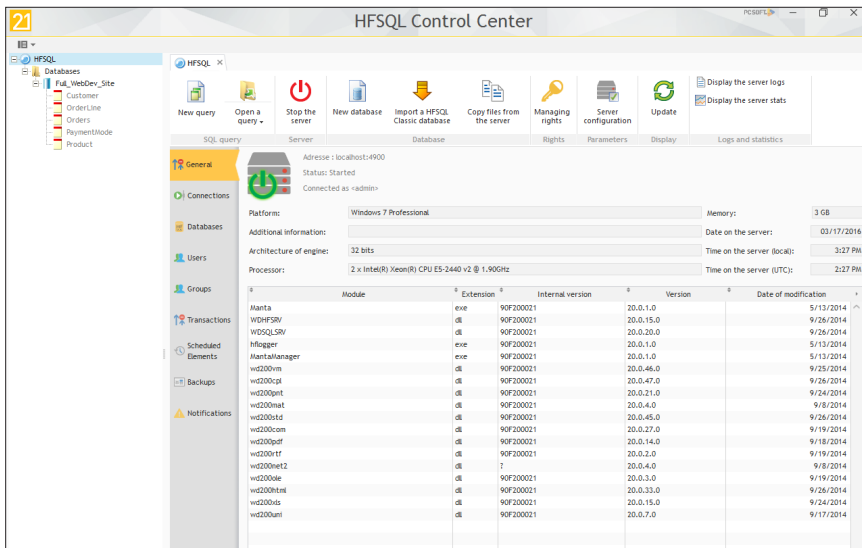 21
HFSQL Control Center
PCSOFT
HFSQL
Databases
Full_WebDev_Site
Customer
OrderLine
Orders
PaymentMode
Product
HFSQL
New query
Open a query
Stop the server
New database
Import a HFSQL Classic database
Copy files from the server
Managing rights
Server configuration
Update
Display the server logs
Display the server stats
SQL query
Server
Database
Rights
Parameters
Display
Logs and statistics
General
Connections
Databases
Users
Groups
Transactions
Scheduled Elements
Backups
Notifications
Adresse : localhost:4900
Status: Started
Connected as <admin>
Platform: Windows 7 Professional Memory: 3 GB
Additional information: Date on the server: 03/17/2016
Architecture of engine: 32 bits Time on the server (local): 3:27 PM
Processor: 2 x Intel(R) Xeon(R) CPU E5-2440 v2 @ 1.90GHz Time on the server (UTC): 2:27 PM
Module Extension Internal version Version Date of modification
Manta exe 90F200021 20.0.1.0 5/13/2014
WDHFSRV dll 90F200021 20.0.15.0 9/26/2014
WDSQLSRV dll 90F200021 20.0.20.0 9/26/2014
hflogger exe 90F200021 20.0.1.0 5/13/2014
MantaManager exe 90F200021 20.0.1.0 5/13/2014
wd200vm dll 90F200021 20.0.46.0 9/25/2014
wd200cpl dll 90F200021 20.0.47.0 9/26/2014
wd200pnt dll 90F200021 20.0.21.0 9/24/2014
wd200mat dll 90F200021 20.0.4.0 9/8/2014
wd200std dll 90F200021 20.0.45.0 9/26/2014
wd200com dll 90F200021 20.0.27.0 9/19/2014
wd200pdf dll 90F200021 20.0.14.0 9/18/2014
wd200rtf dll 90F200021 20.0.2.0 9/19/2014
wd200net2 dll ? 20.0.4.0 9/8/2014
wd200ole dll 90F200021 20.0.3.0 9/19/2014
wd200html dll 90F200021 20.0.33.0 9/26/2014
wd200xls dll 90F200021 20.0.15.0 9/24/2014
wd200uni dll 90F200021 20.0.7.0 9/17/2014